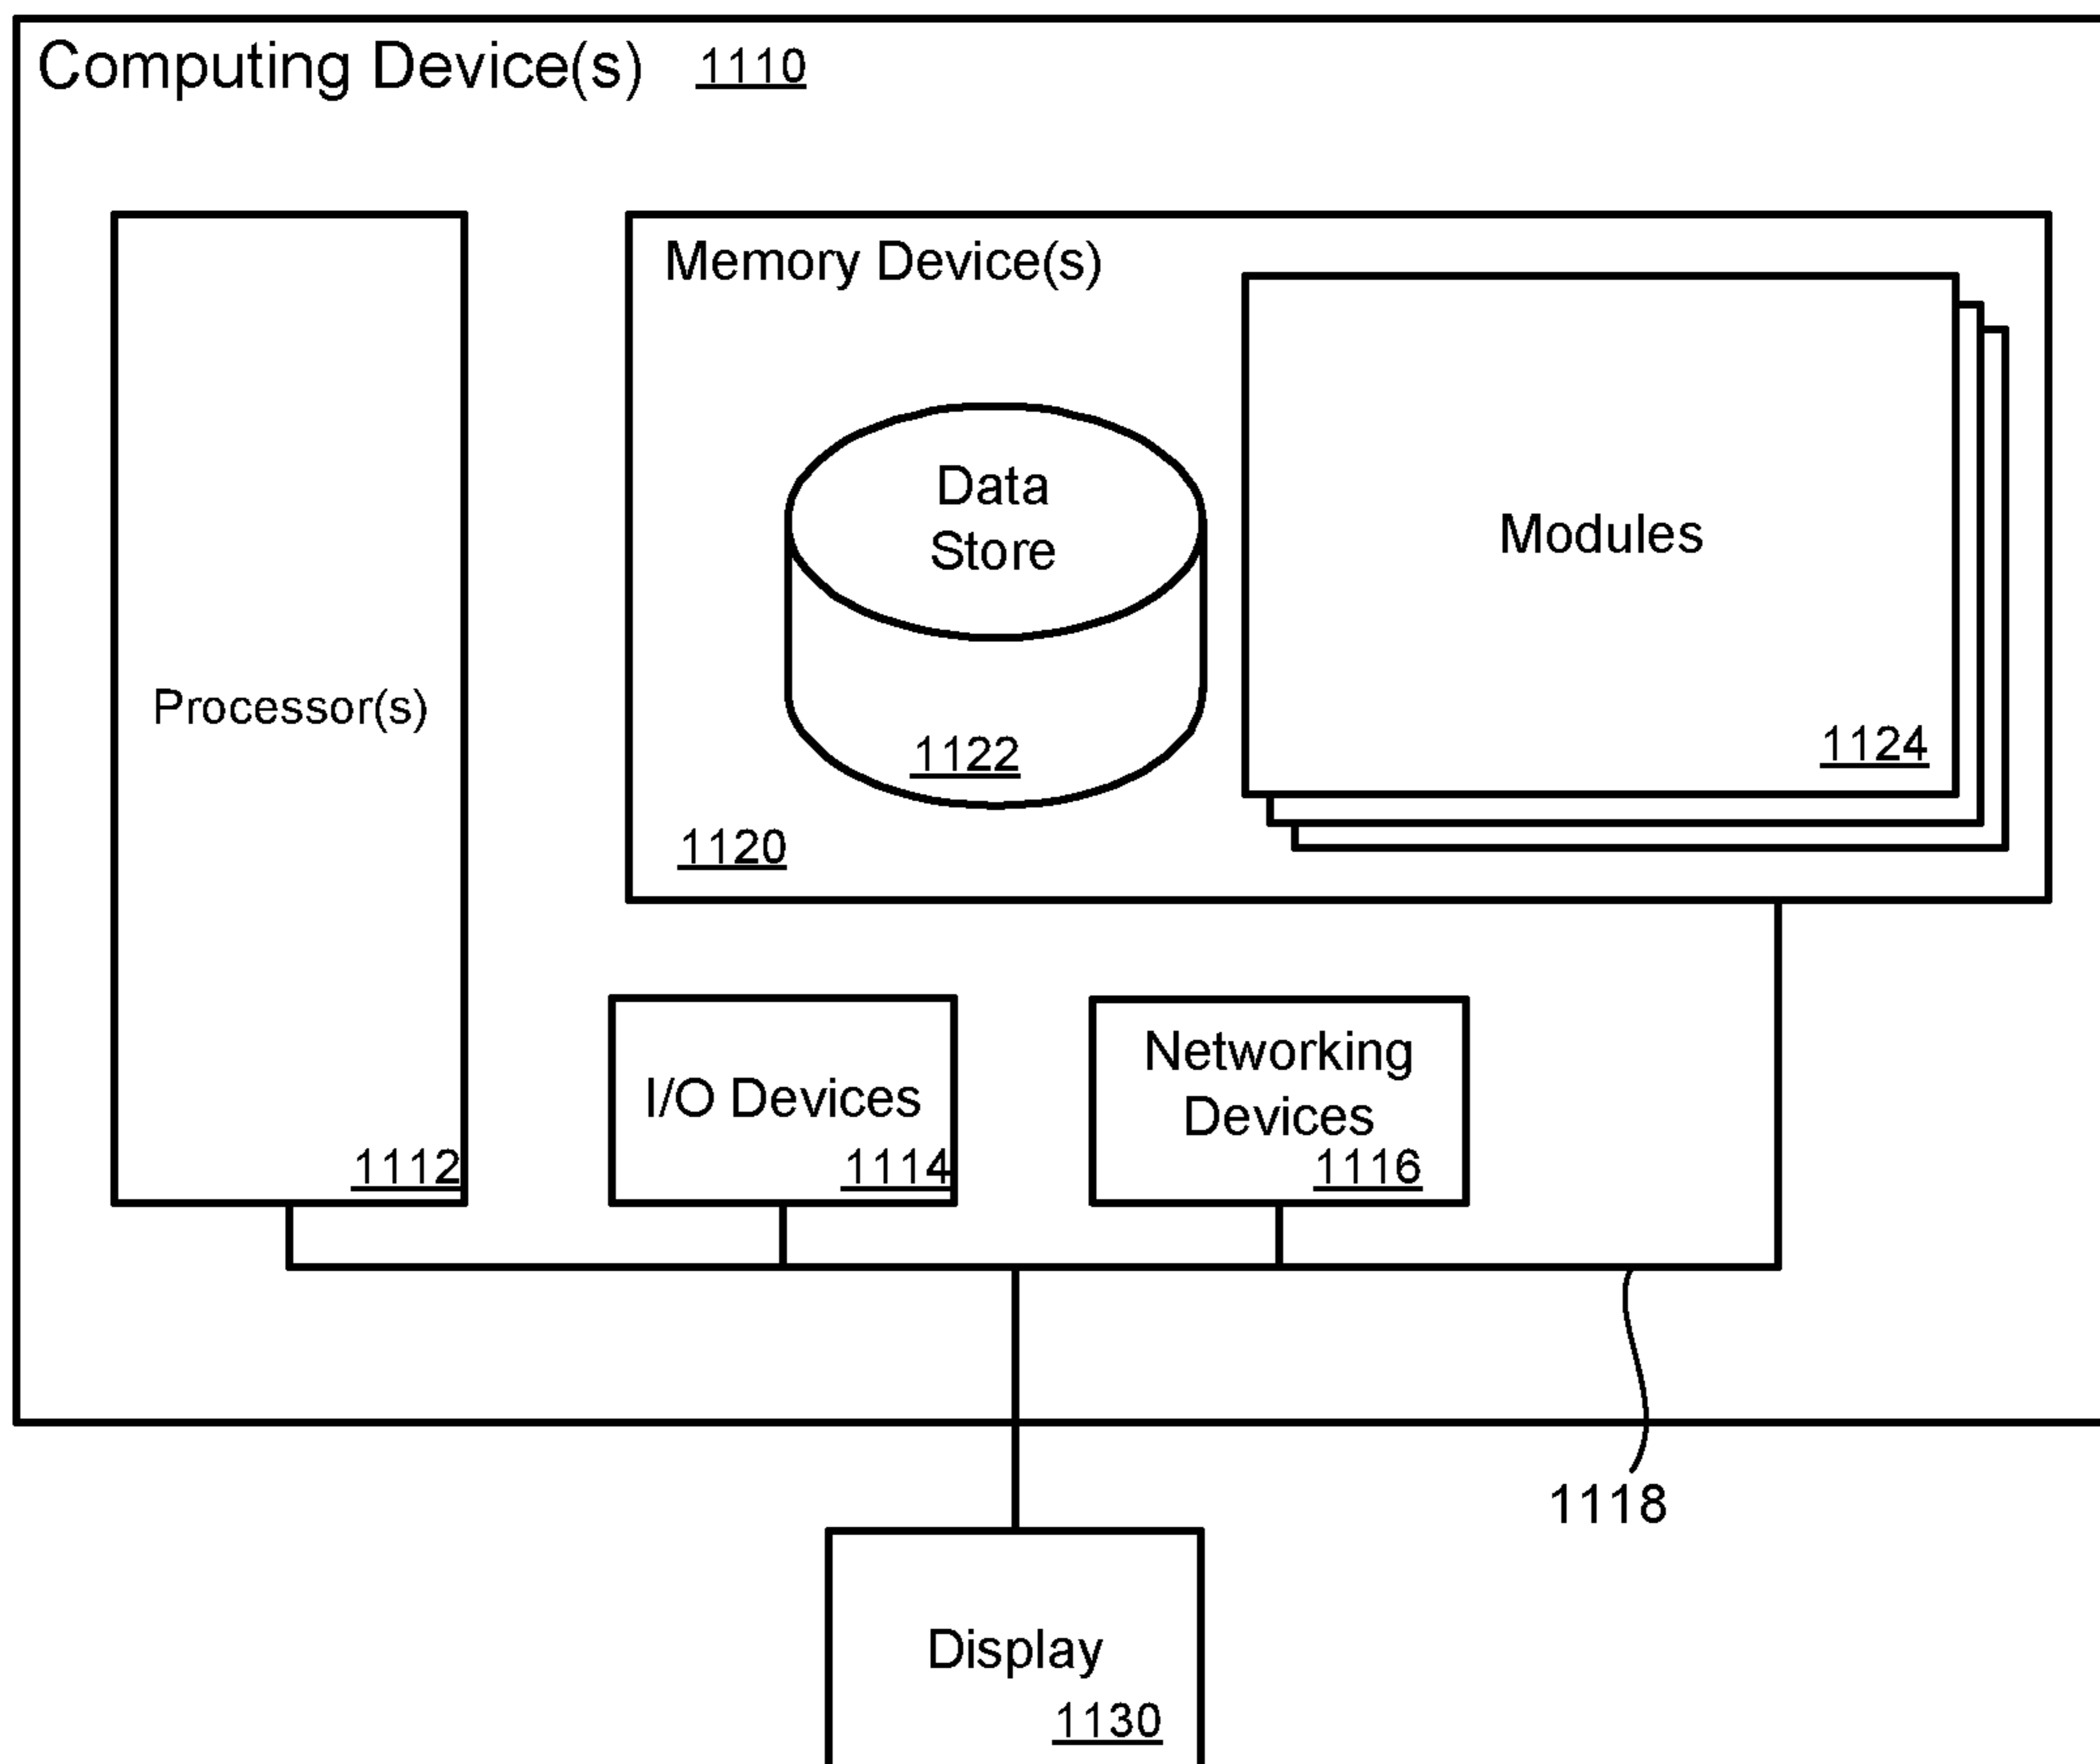 Computing Device(s) 1110
Memory Device(s)
Data
Store
1122
Modules
1124
1120
Processor(s)
1112
I/O Devices
1114
Networking
Devices
1116
1118
Display
1130